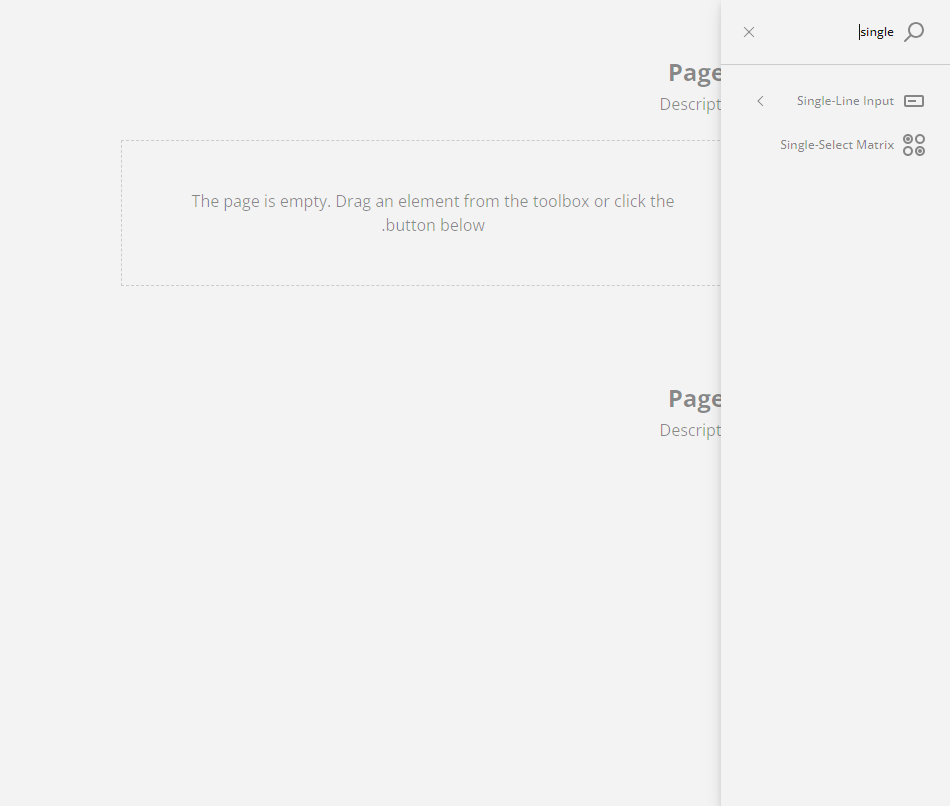 single
Single-Line Input
Single-Select Matrix
Page
Descript
The page is empty. Drag an element from the toolbox or click the
.button below
Page
Descript